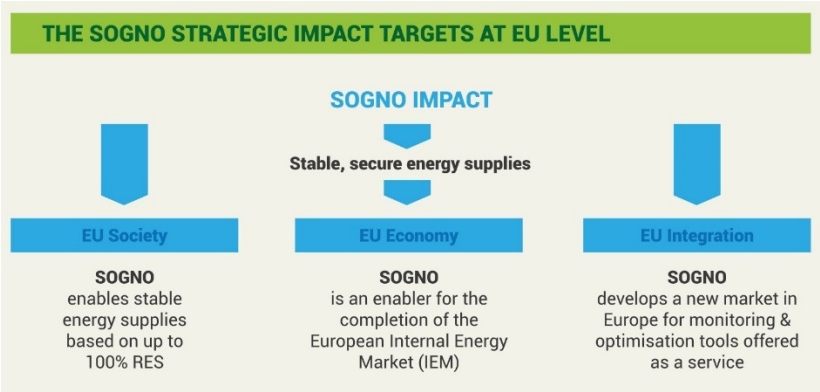 THE SOGNO STRATEGIC IMPACT TARGETS AT EU LEVEL
SOGNO IMPACT
Stable, secure energy supplies
EU Society
SOGNO
enables stable
energy supplies
based on up to
100% RES
EU Economy
SOGNO
is an enabler for the
completion of the
European Internal Energy
Market (IEM)
EU Integration
SOGNO
develops a new market in
Europe for monitoring &
optimisation tools offered
as a service